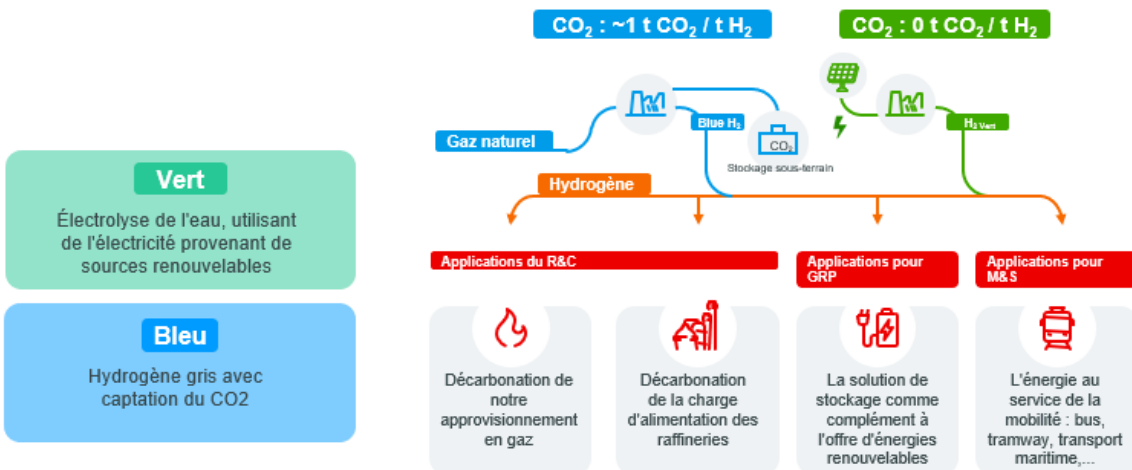 CO₂ : ~1 t CO₂ / t H₂
CO₂ : 0 t CO₂ / t H₂
Gaz naturel
Blue H₂
CO₂
Stockage sous-terrain
H₂ Vert
Hydrogène
Vert
Électrolyse de l'eau, utilisant
de l'électricité provenant de
sources renouvelables
Bleu
Hydrogène gris avec
captation du CO2
Applications du R&C
Applications pour
GRP
Applications pour
M&S
Décarbonation de
notre
approvisionnement
en gaz
Décarbonation
de la charge
d'alimentation des
raffineries
La solution de
stockage comme
complément à
l'offre d'énergies
renouvelables
L'énergie au
service de la
mobilité : bus,
tramway, transport
maritime,...